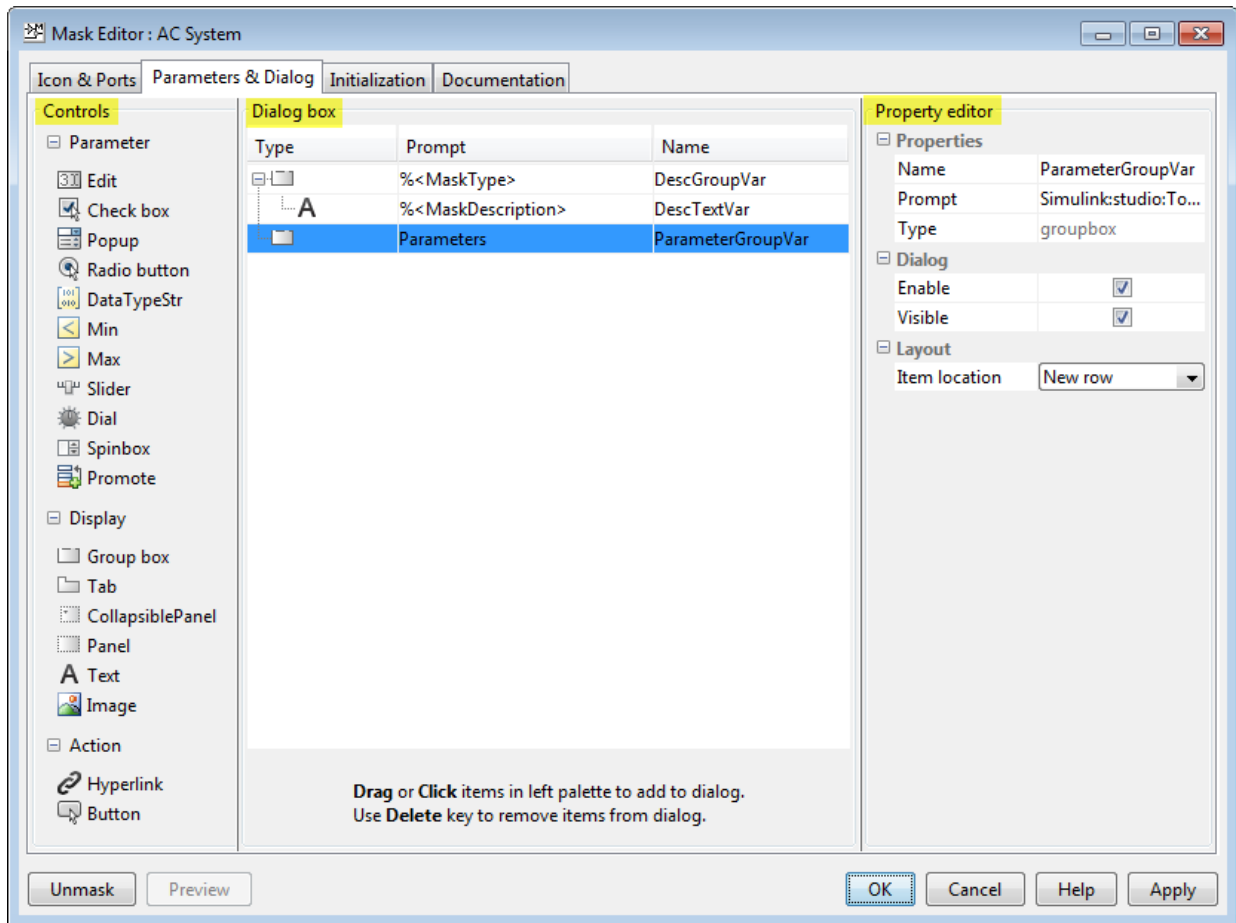 Mask Editor : AC System
Icon & Ports Parameters & Dialog Initialization Documentation
Controls
Parameter
Edit
Check box
Popup
Radio button
DataTypeStr
Min
Max
Slider
Dial
Spinbox
Promote
Display
Group box
Tab
CollapsiblePanel
Panel
A Text
Image
Action
Hyperlink
Button
Dialog box
Type Prompt Name
%<MaskType> DescGroupVar
A %<MaskDescription> DescTextVar
Parameters ParameterGroupVar
Drag or Click items in left palette to add to dialog.
Use Delete key to remove items from dialog.
Property editor
Properties
Name ParameterGroupVar
Prompt Simulink:studio:To...
Type groupbox
Dialog
Enable
Visible
Layout
Item location New row
Unmask Preview OK Cancel Help Apply